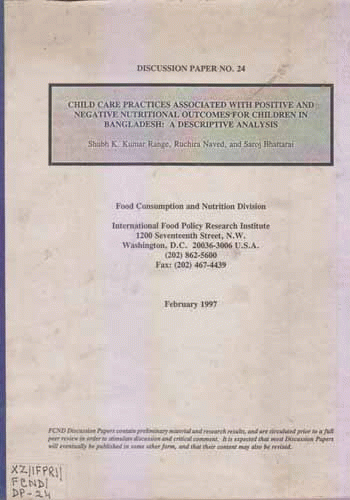 DISCUSSION PAPER NO. 24
CHILD CARE PRACTICES ASSOCIATED WITH POSITIVE AND
NEGATIVE NUTRITIONAL OUTCOMES FOR CHILDREN IN
BANGLADESH: A DESCRIPTIVE ANALYSIS
Shubh K. Kumar Range, Ruchira Naved, and Saroj Bhattarai
Food Consumption and Nutrition Division
International Food Policy Research Institute
1200 Seventeenth Street, N.W.
Washington, D.C. 20036-3006 U.S.A.
(202) 862-5600
Fax: (202) 467-4439
February 1997
FCND Discussion Papers contain preliminary material and research results, and are circulated prior to a full
peer review in order to stimulate discussion and critical comment. It is expected that most Discussion Papers
will eventually be published in some other form, and that their content may also be revised.
XZ/IFPRI/
FCND/
DP-24